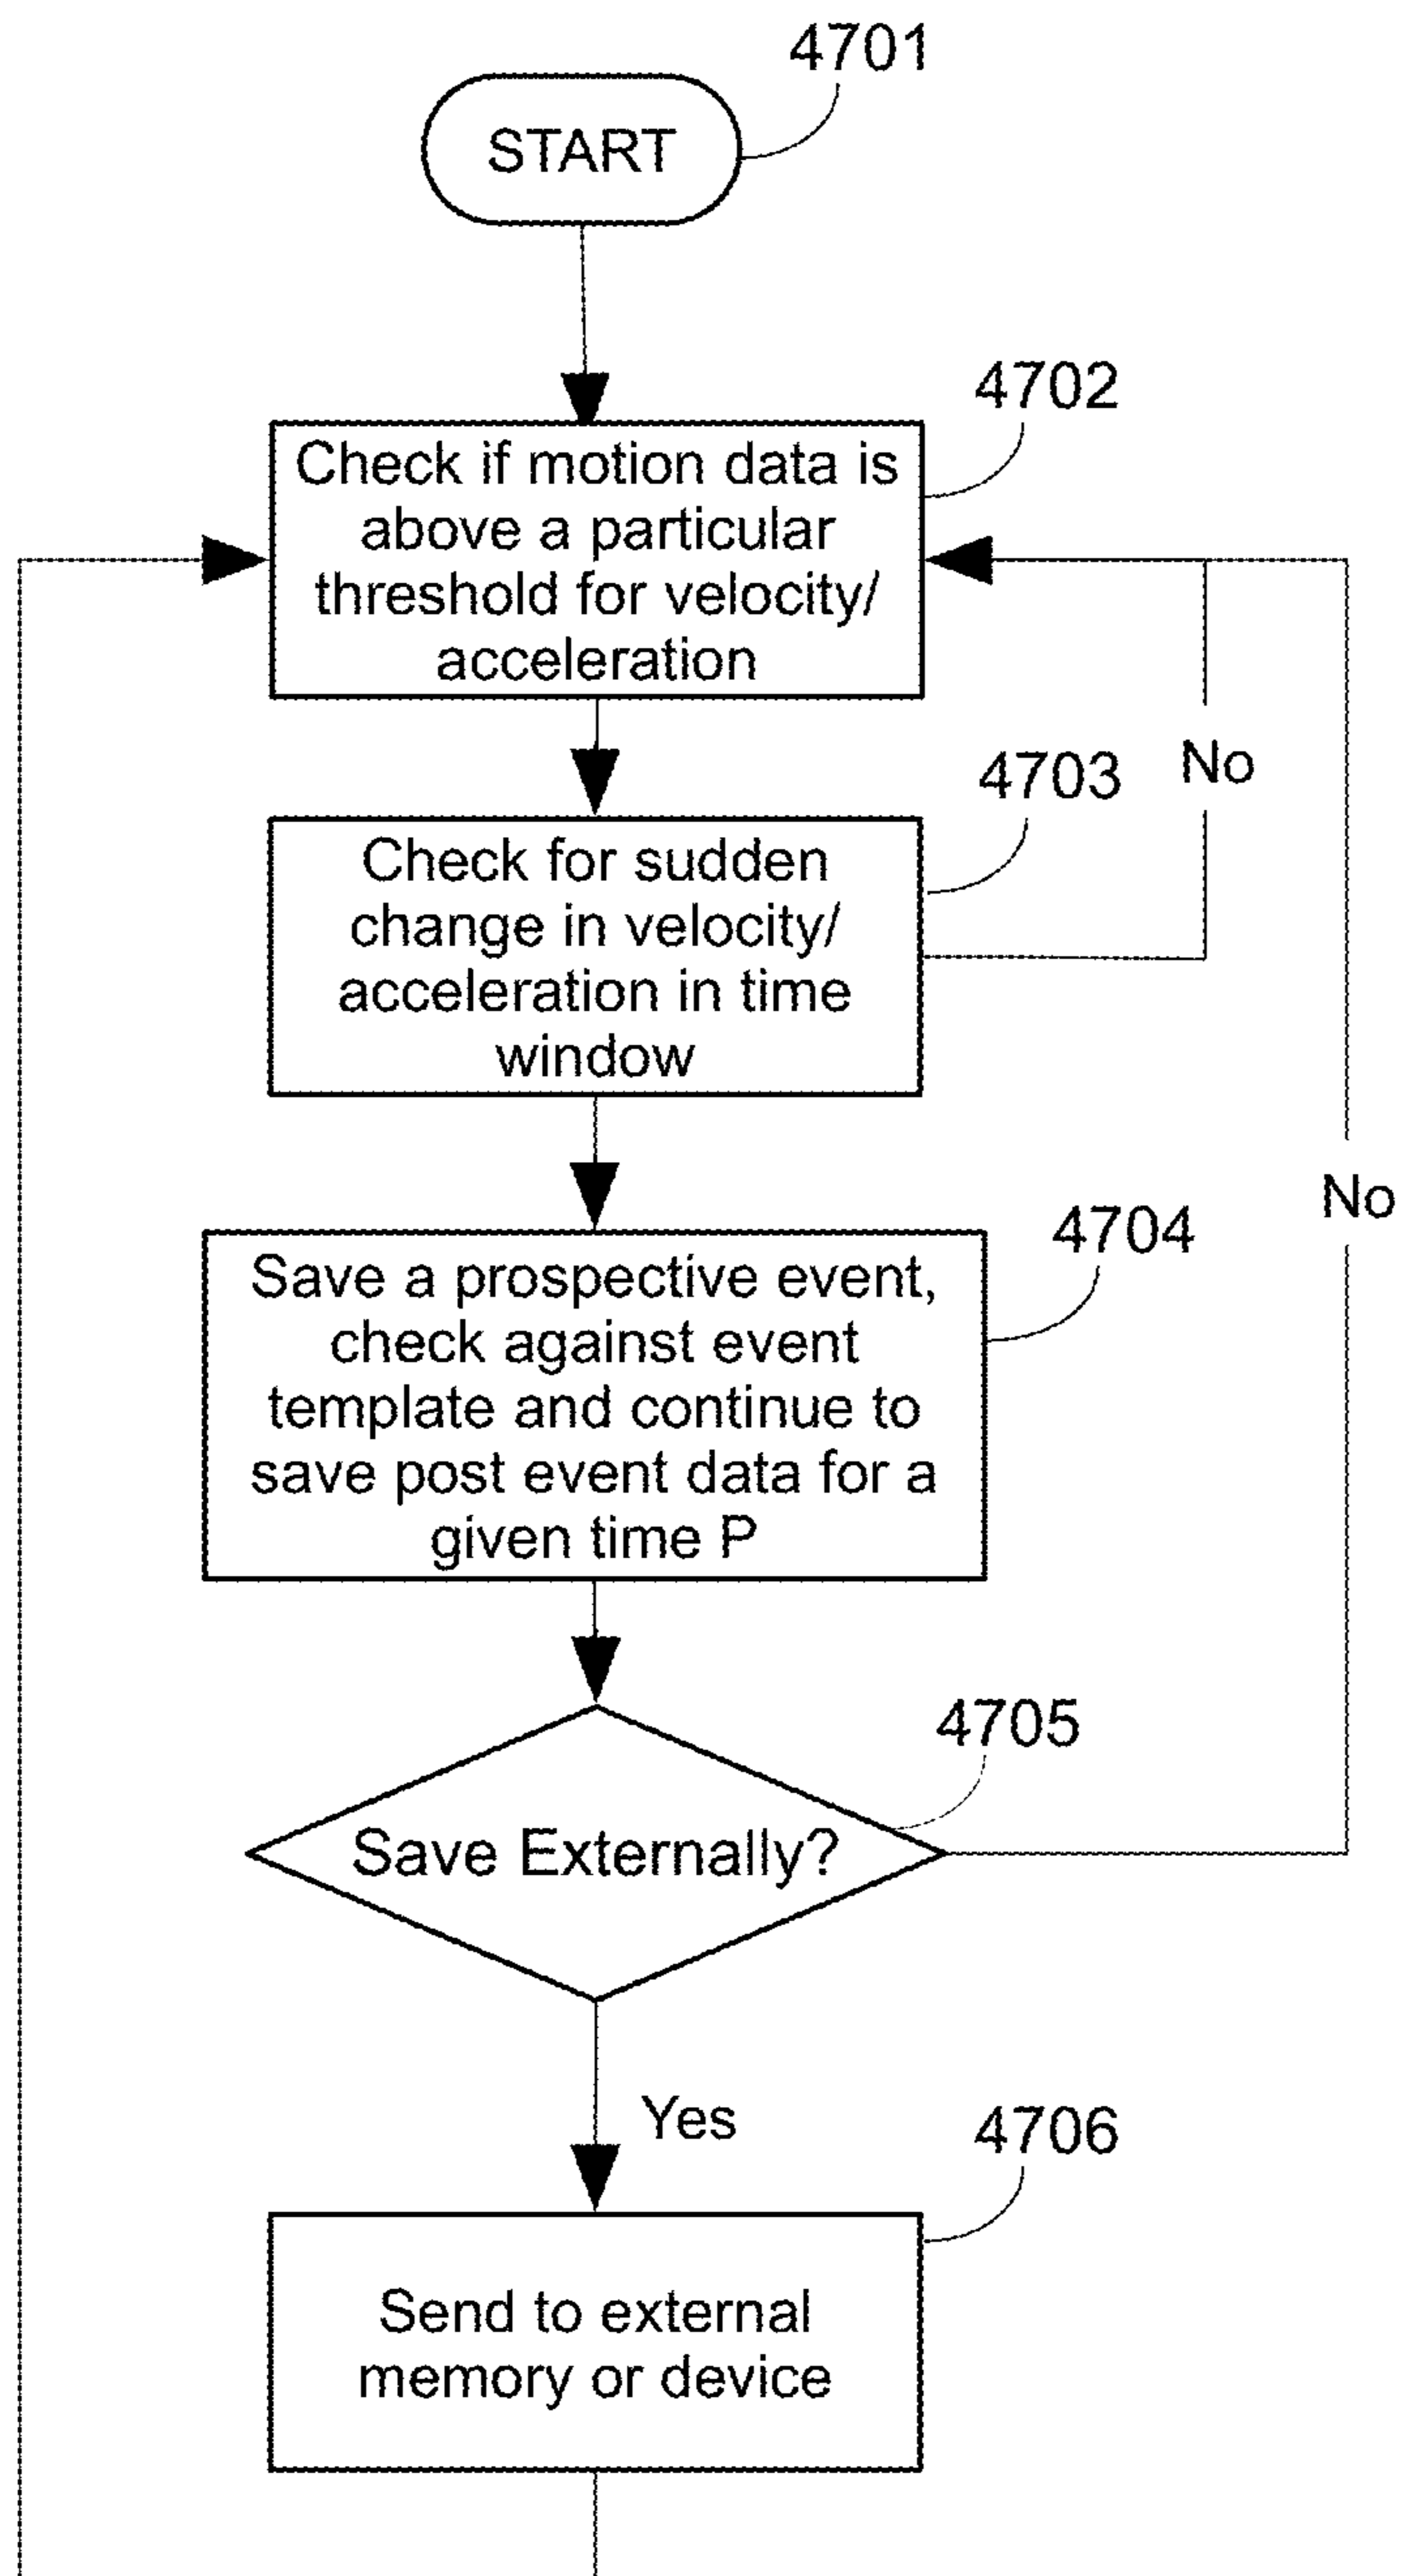 4701
START
4702
Check if motion data is
above a particular
threshold for velocity/
acceleration
4703
No
Check for sudden
change in velocity/
acceleration in time
window
No
4704
Save a prospective event,
check against event
template and continue to
save post event data for a
given time P
4705
Save Externally?
Yes
4706
Send to external
memory or device